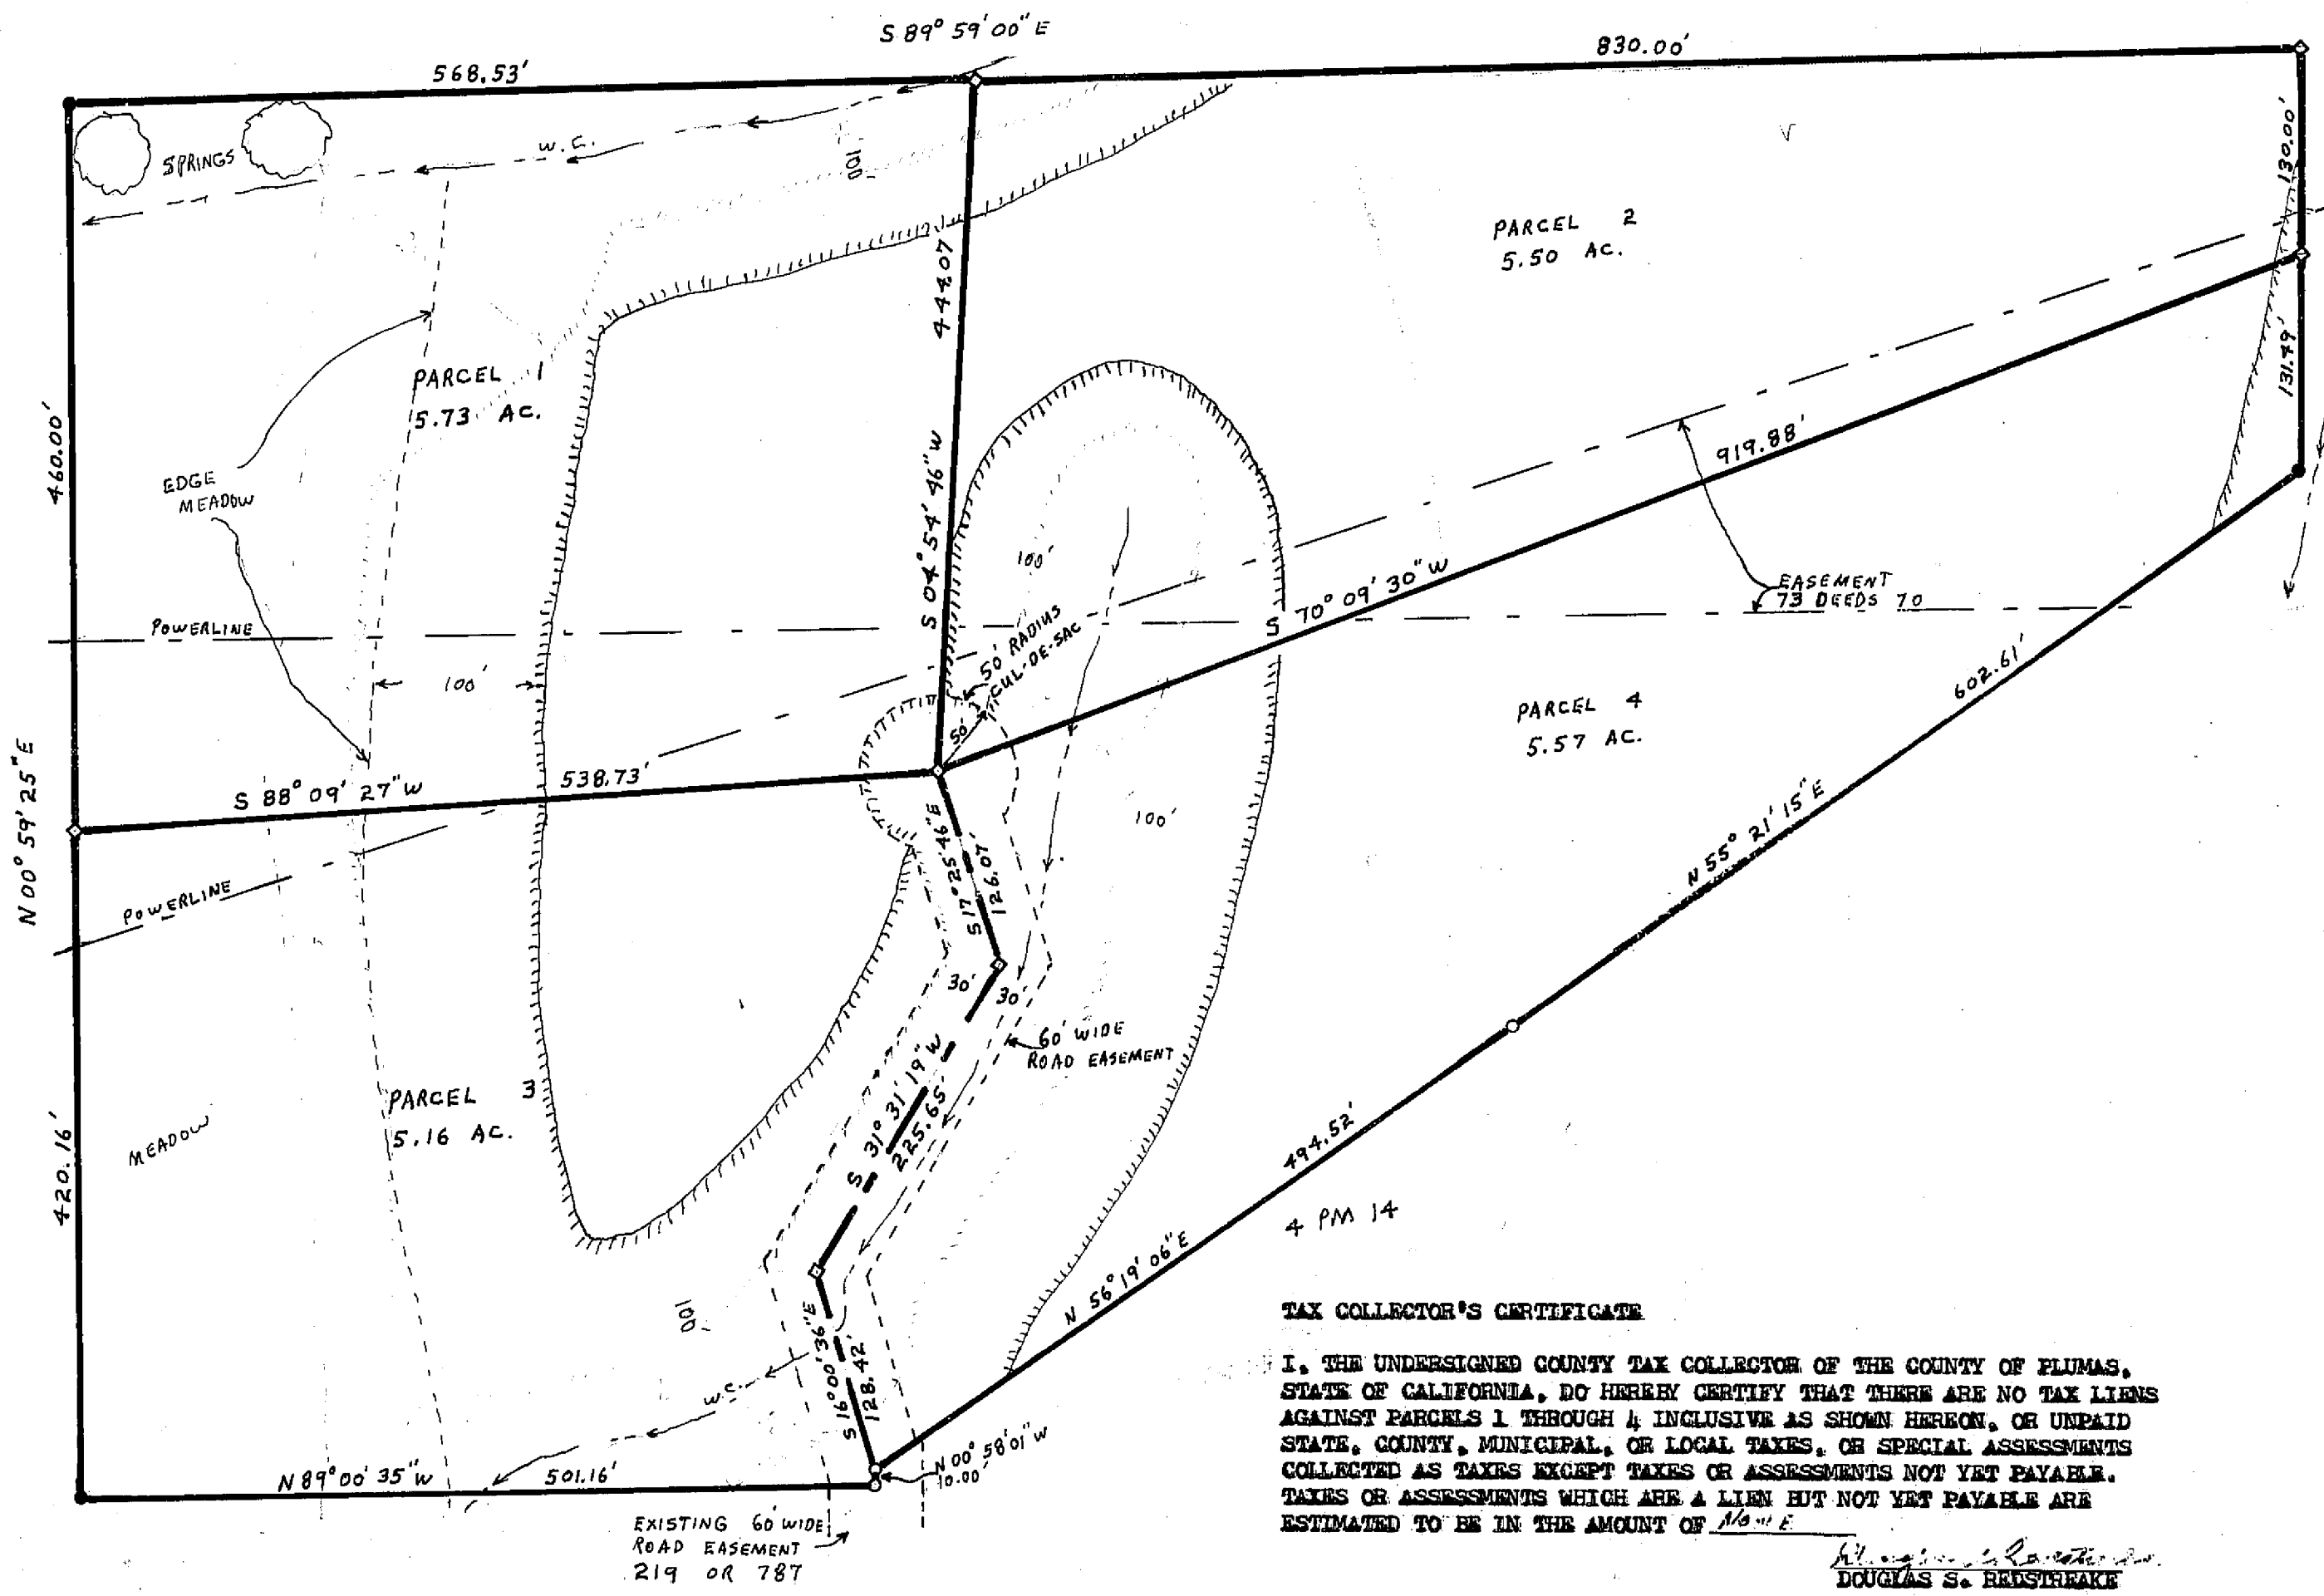 S 89° 59' 00" E
568.53'
830.00'
SPRINGS
W.C.
100'
130.00'
PARCEL 2
5.50 AC.
444.07
S 04° 54' 46" W
PARCEL 1
5.73 AC.
131.49'
460.00'
EDGE
MEADOW
919.88'
100'
S 70° 09' 30" W
EASEMENT
73 DEEDS 70
POWERLINE
50' RADIUS
CUL-DE-SAC
50'
100'
602.61'
PARCEL 4
5.57 AC.
N 00° 59' 25" E
S 88° 09' 27" W
538.73'
100'
N 55° 21' 15" E
S 17° 25' 46" E
126.07'
POWERLINE
30'
30'
60' WIDE
ROAD EASEMENT
S 31° 31' 19" W
225.65'
PARCEL 3
5.16 AC.
MEADOW
420.16'
494.52'
4 PM 14
N 56° 19' 06" E
100'
S 16° 00' 36" E
128.42'
W.C.
N 00° 58' 01" W
10.00'
N 89° 00' 35" W
501.16'
EXISTING 60' WIDE
ROAD EASEMENT
219 OR 787
TAX COLLECTOR'S CERTIFICATE
I, THE UNDERSIGNED COUNTY TAX COLLECTOR OF THE COUNTY OF PLUMAS,
STATE OF CALIFORNIA, DO HEREBY CERTIFY THAT THERE ARE NO TAX LIENS
AGAINST PARCELS 1 THROUGH 4 INCLUSIVE AS SHOWN HEREON, OR UNPAID
STATE, COUNTY, MUNICIPAL, OR LOCAL TAXES, OR SPECIAL ASSESSMENTS
COLLECTED AS TAXES EXCEPT TAXES OR ASSESSMENTS NOT YET PAYABLE.
TAXES OR ASSESSMENTS WHICH ARE A LIEN BUT NOT YET PAYABLE ARE
ESTIMATED TO BE IN THE AMOUNT OF NONE
DOUGLAS S. REDSTREAKE